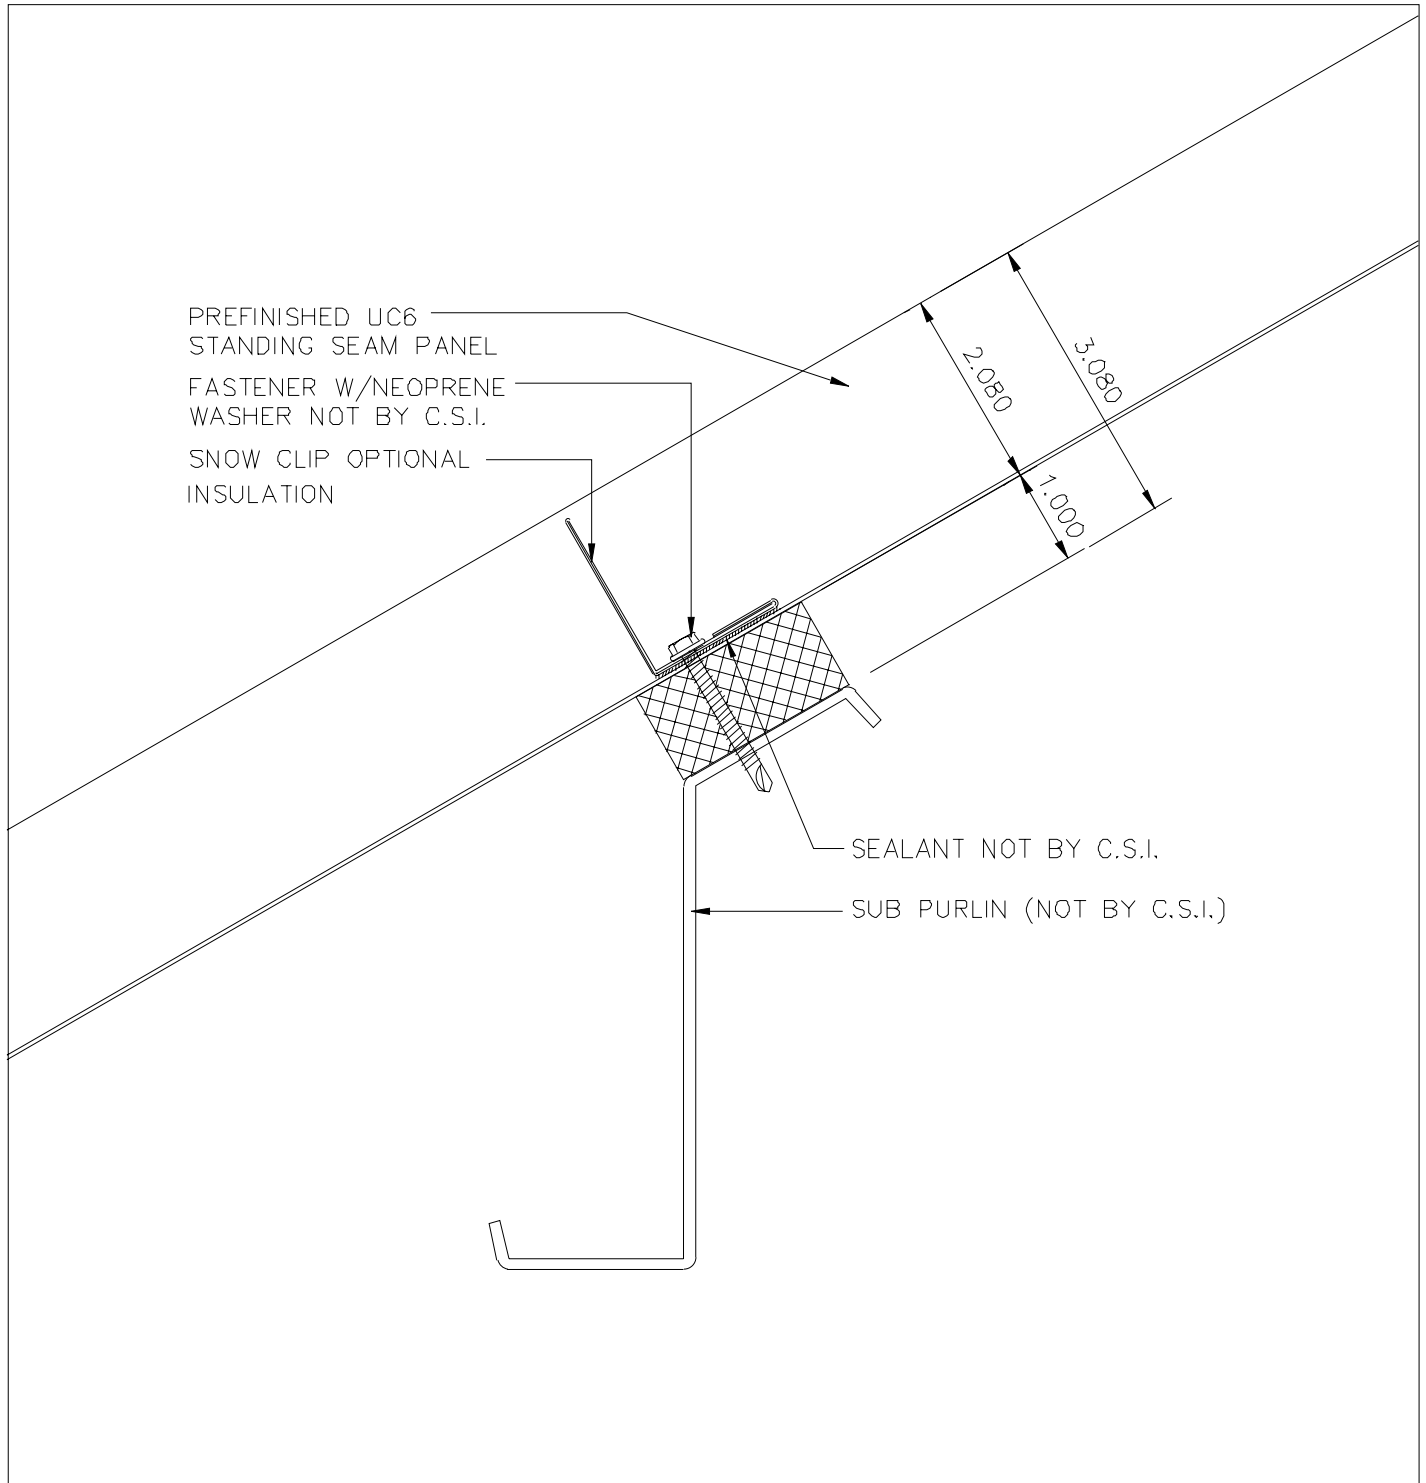 PREFINISHED UC6
STANDING SEAM PANEL
FASTENER W/NEOPRENE
WASHER NOT BY C.S.I.
SNOW CLIP OPTIONAL
INSULATION
2.080
3.080
1.000
SEALANT NOT BY C.S.I.
SUB PURLIN (NOT BY C.S.I.)